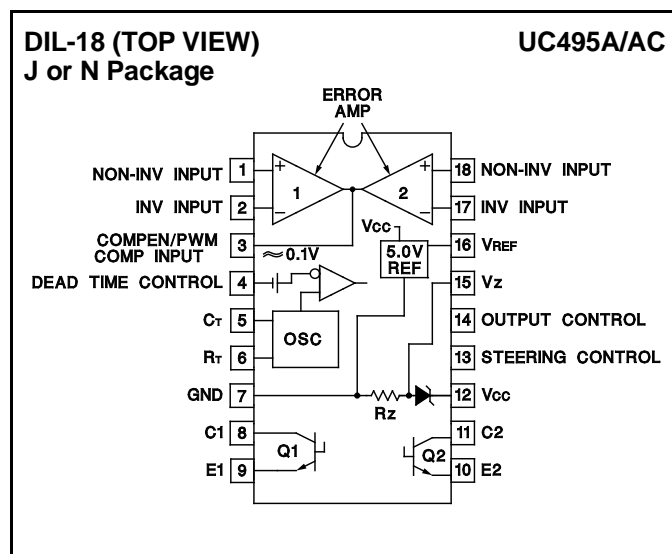 DIL-18 (TOP VIEW) UC495A/AC
J or N Package
ERROR
AMP
NON-INV INPUT 1 + + 18 NON-INV INPUT
1 2
INV INPUT 2 − − 17 INV INPUT
COMPEN/PWM
COMP INPUT 3 ≈0.1V
VCC 5.0V
REF 16 VREF
DEAD TIME CONTROL 4 15 VZ
CT 5 14 OUTPUT CONTROL
OSC
RT 6 13 STEERING CONTROL
GND 7 RZ 12 VCC
C1 8 11 C2
Q1 Q2
E1 9 10 E2